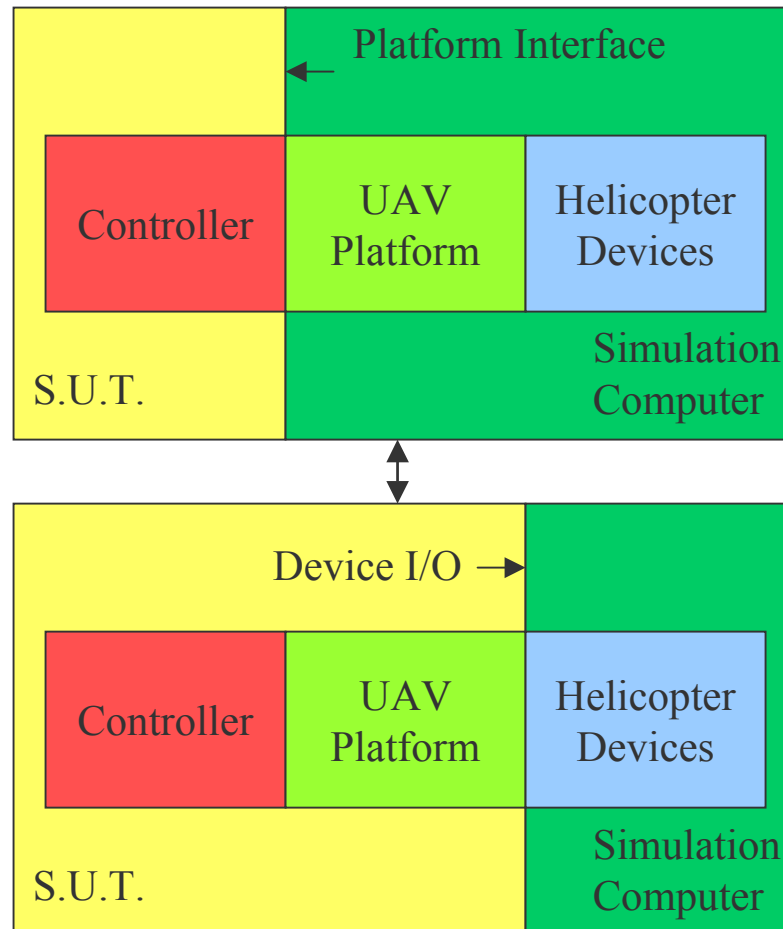 Platform Interface
Controller
UAV
Platform
Helicopter
Devices
S.U.T.
Simulation
Computer
Device I/O
Controller
UAV
Platform
Helicopter
Devices
S.U.T.
Simulation
Computer